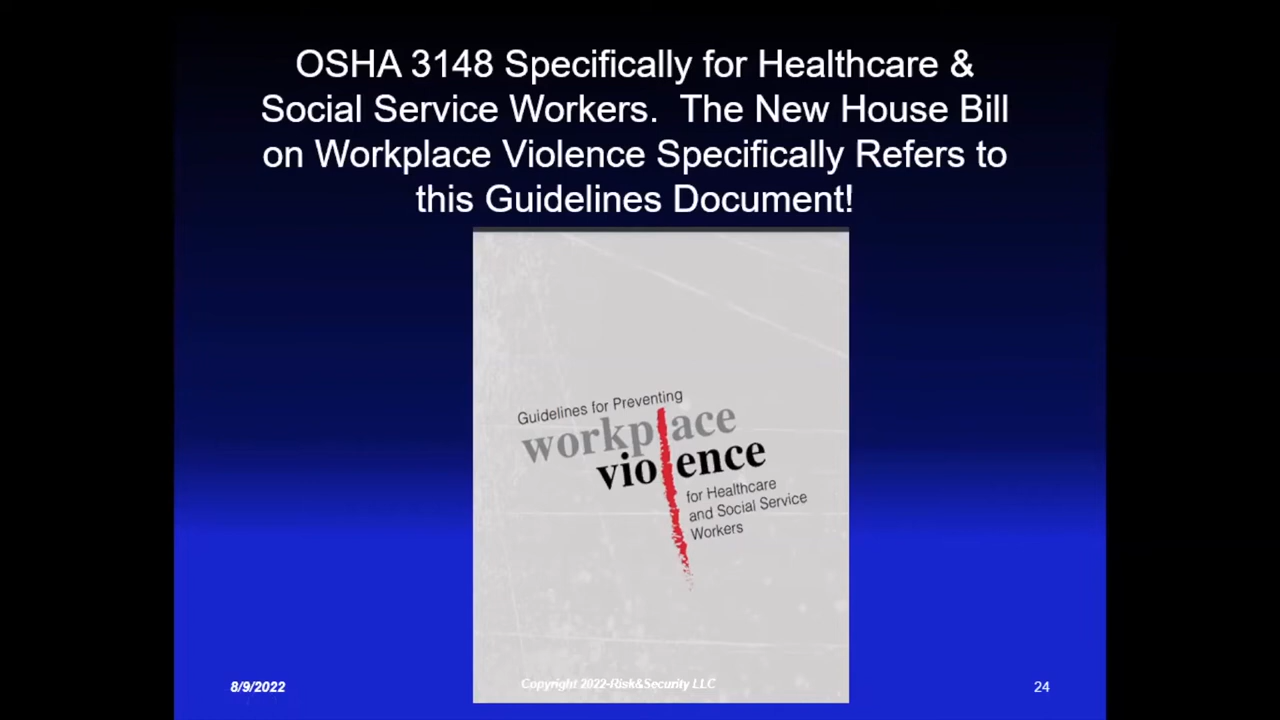 OSHA 3148 Specifically for Healthcare &
Social Service Workers.  The New House Bill
on Workplace Violence Specifically Refers to
this Guidelines Document!
Guidelines for Preventing
workplace
violence
for Healthcare
and Social Service
Workers
8/9/2022
Copyright 2022-Risk&Security LLC
24